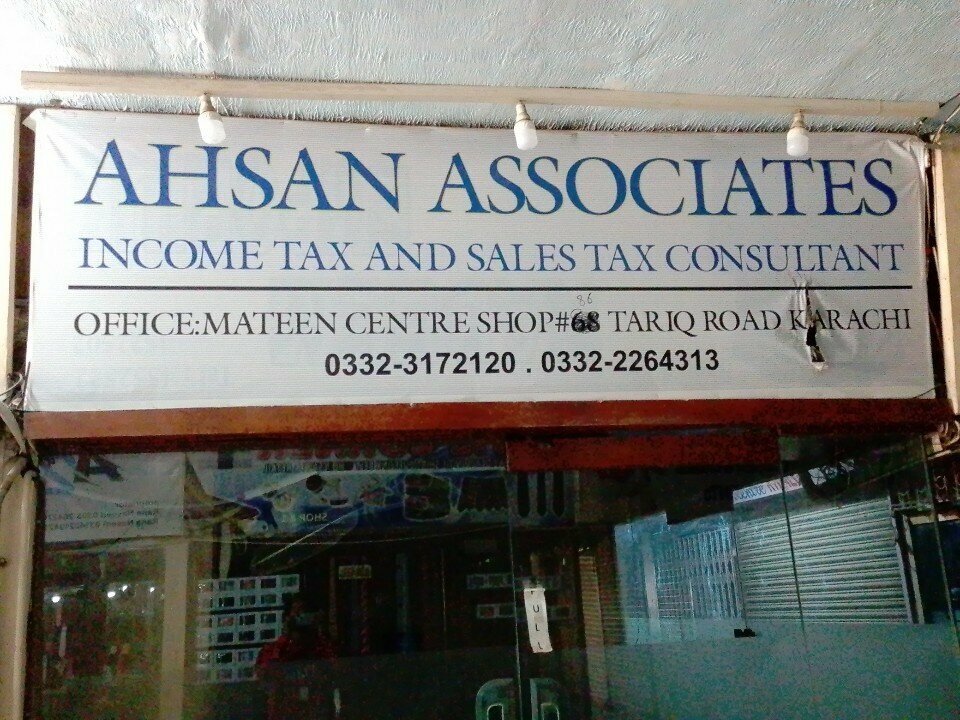 AHSAN ASSOCIATES
INCOME TAX AND SALES TAX CONSULTANT
86
OFFICE:MATEEN CENTRE SHOP#68 TARIQ ROAD KARACHI
0332-3172120 . 0332-2264313
SHOP
PULL